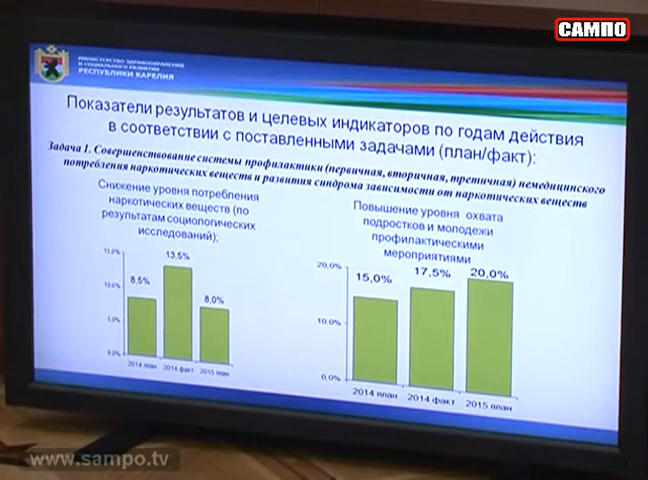 САМПО
МИНИСТЕРСТВО ЗДРАВООХРАНЕНИЯ
И СОЦИАЛЬНОГО РАЗВИТИЯ
РЕСПУБЛИКИ КАРЕЛИЯ
Показатели результатов и целевых индикаторов по годам действия
в соответствии с поставленными задачами (план/факт):
Задача 1. Совершенствование системы профилактики (первичная, вторичная, третичная) немедицинского
потребления наркотических веществ и развития синдрома зависимости от наркотических веществ
Снижение уровня потребления
наркотических веществ (по
результатам социологических
исследований);
15,0%
10,0%
5,0%
0,0%
8,5%
13,5%
8,0%
2014 план
2014 факт
2015 план
Повышение уровня охвата
подростков и молодежи
профилактическими
мероприятиями
20,0%
10,0%
0,0%
15,0%
17,5%
20,0%
2014 план
2014 факт
2015 план
www.sampo.tv